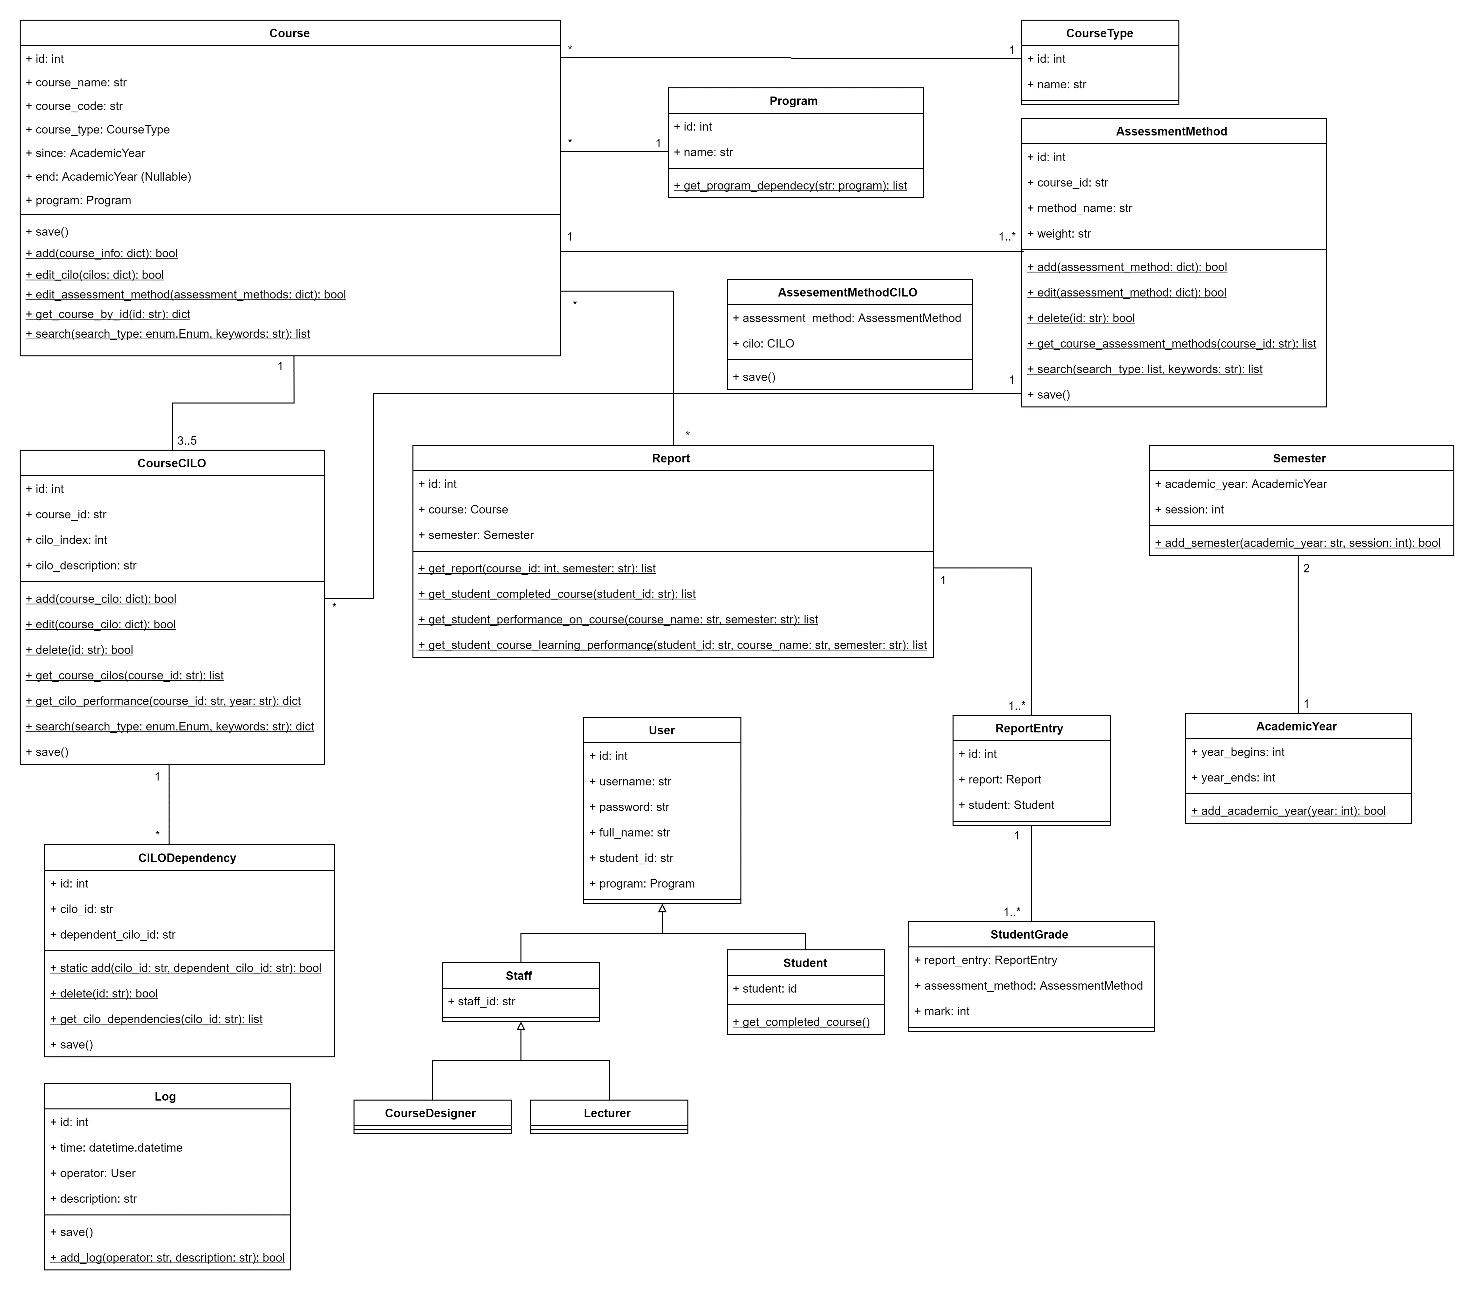 Course
+ id: int
+ course_name: str
+ course_code: str
+ course_type: CourseType
+ since: AcademicYear
+ end: AcademicYear (Nullable)
+ program: Program
+ save()
+ add(course_info: dict): bool
+ edit_cilo(cilos: dict): bool
+ edit_assessment_method(assessment_methods: dict): bool
+ get_course_by_id(id: str): dict
+ search(search_type: enum.Enum, keywords: str): list
*
1
CourseType
+ id: int
+ name: str
*
1
Program
+ id: int
+ name: str
+ get_program_dependecy(str: program): list
1
1..*
AssessmentMethod
+ id: int
+ course_id: str
+ method_name: str
+ weight: str
+ add(assessment_method: dict): bool
+ edit(assessment_method: dict): bool
+ delete(id: str): bool
+ get_course_assessment_methods(course_id: str): list
+ search(search_type: list, keywords: str): list
+ save()
*
*
AssesementMethodCILO
+ assessment_method: AssessmentMethod
+ cilo: CILO
+ save()
1
*
1
3..5
CourseCILO
+ id: int
+ course_id: str
+ cilo_index: int
+ cilo_description: str
+ add(course_cilo: dict): bool
+ edit(course_cilo: dict): bool
+ delete(id: str): bool
+ get_course_cilos(course_id: str): list
+ get_cilo_performance(course_id: str, year: str): dict
+ search(search_type: enum.Enum, keywords: str): dict
+ save()
Report
+ id: int
+ course: Course
+ semester: Semester
+ get_report(course_id: int, semester: str): list
+ get_student_completed_course(student_id: str): list
+ get_student_performance_on_course(course_name: str, semester: str): list
+ get_student_course_learning_performance(student_id: str, course_name: str, semester: str): list
Semester
+ academic_year: AcademicYear
+ session: int
+ add_semester(academic_year: str, session: int): bool
2
1
AcademicYear
+ year_begins: int
+ year_ends: int
+ add_academic_year(year: int): bool
1
1..*
ReportEntry
+ id: int
+ report: Report
+ student: Student
1
1..*
StudentGrade
+ report_entry: ReportEntry
+ assessment_method: AssessmentMethod
+ mark: int
User
+ id: int
+ username: str
+ password: str
+ full_name: str
+ student_id: str
+ program: Program
Staff
+ staff_id: str
Student
+ student: id
+ get_completed_course()
CourseDesigner
Lecturer
1
*
CILODependency
+ id: int
+ cilo_id: str
+ dependent_cilo_id: str
+ static add(cilo_id: str, dependent_cilo_id: str): bool
+ delete(id: str): bool
+ get_cilo_dependencies(cilo_id: str): list
+ save()
Log
+ id: int
+ time: datetime.datetime
+ operator: User
+ description: str
+ save()
+ add_log(operator: str, description: str): bool